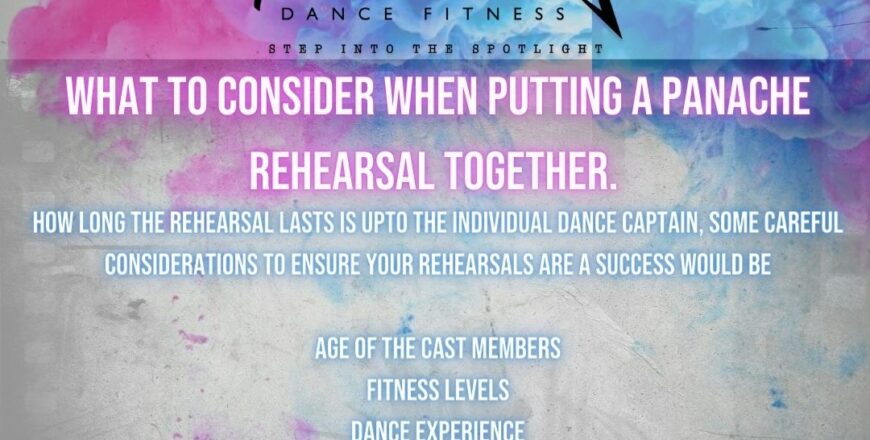 DANCE FITNESS
STEP INTO THE SPOTLIGHT
WHAT TO CONSIDER WHEN PUTTING A PANACHE
REHEARSAL TOGETHER.
HOW LONG THE REHEARSAL LASTS IS UPTO THE INDIVIDUAL DANCE CAPTAIN, SOME CAREFUL
CONSIDERATIONS TO ENSURE YOUR REHEARSALS ARE A SUCCESS WOULD BE
AGE OF THE CAST MEMBERS
FITNESS LEVELS
DANCE EXPERIENCE